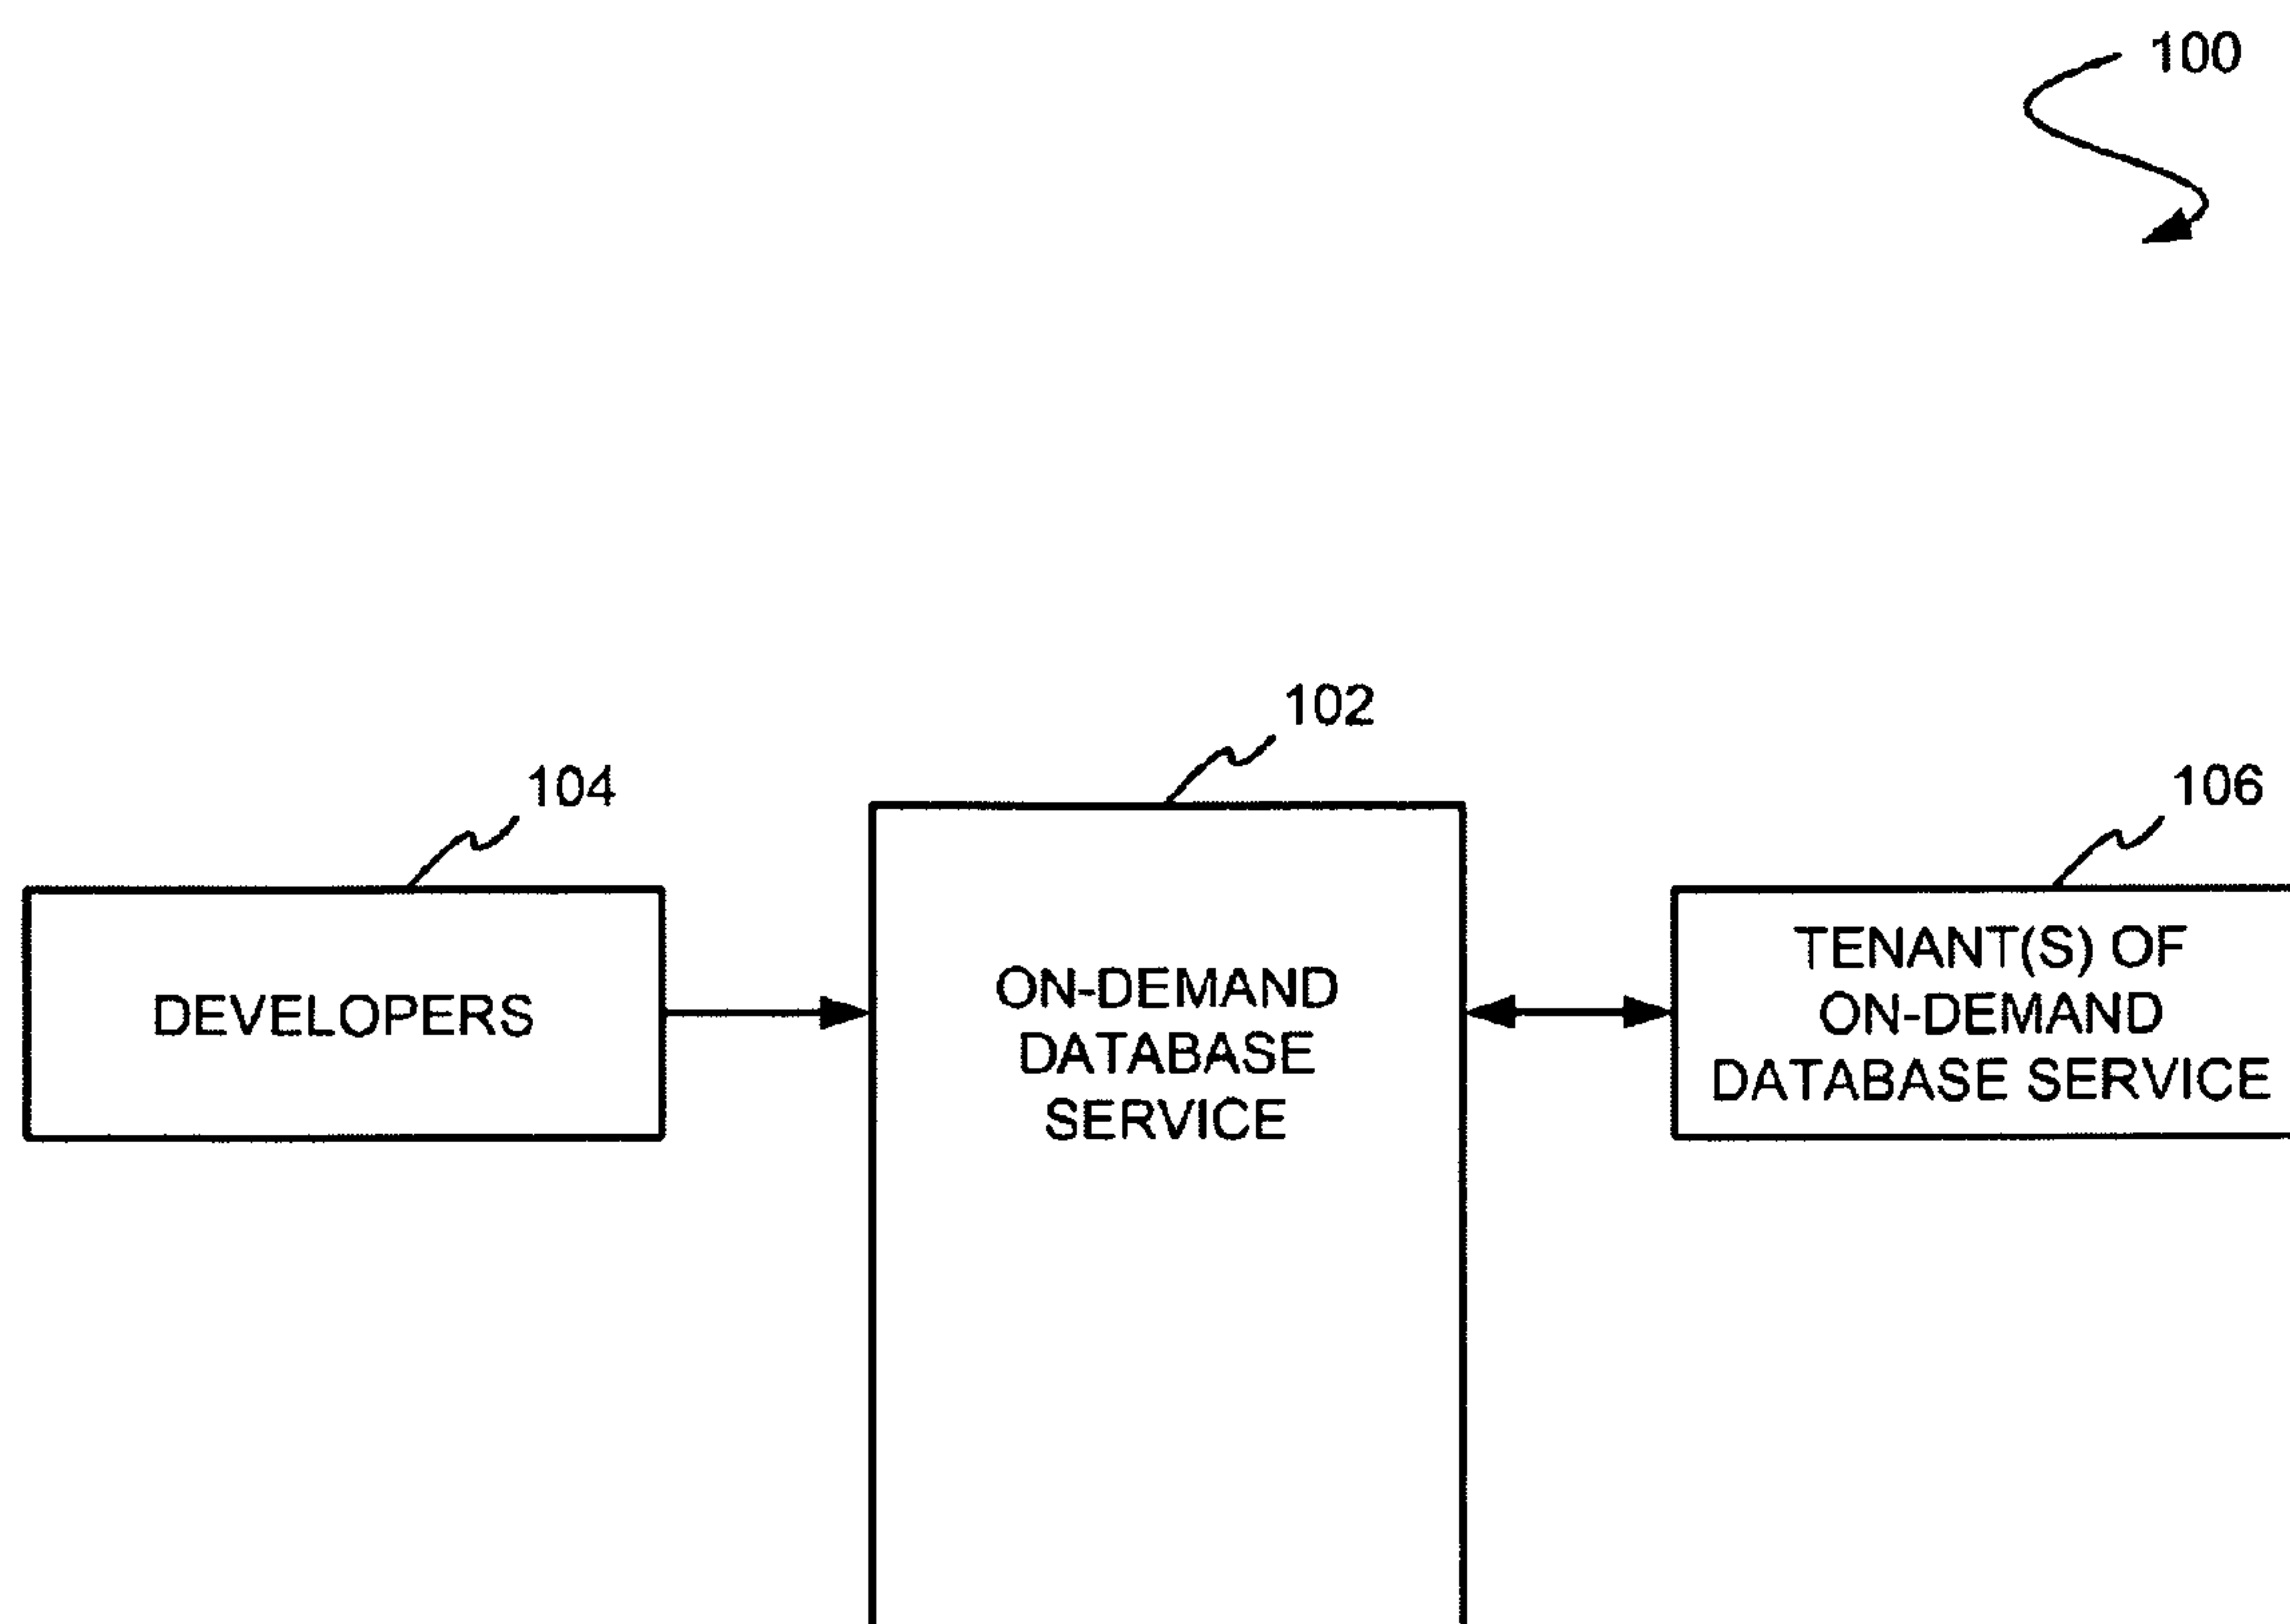 100
102
104
106
DEVELOPERS
ON-DEMAND
DATABASE
SERVICE
TENANT(S) OF
ON-DEMAND
DATABASE SERVICE